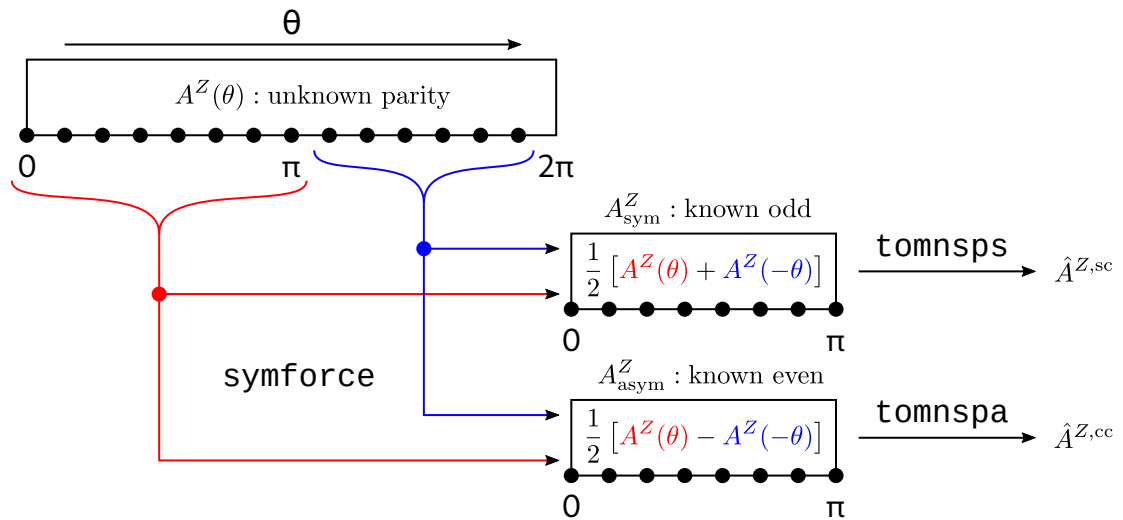 θ
A^Z(θ) : unknown parity
0 π 2π
A^Z_sym : known odd
1/2 [A^Z(θ) + A^Z(−θ)]
tomnsps
Â^{Z,sc}
0 π
symforce
A^Z_asym : known even
1/2 [A^Z(θ) − A^Z(−θ)]
tomnspa
Â^{Z,cc}
0 π